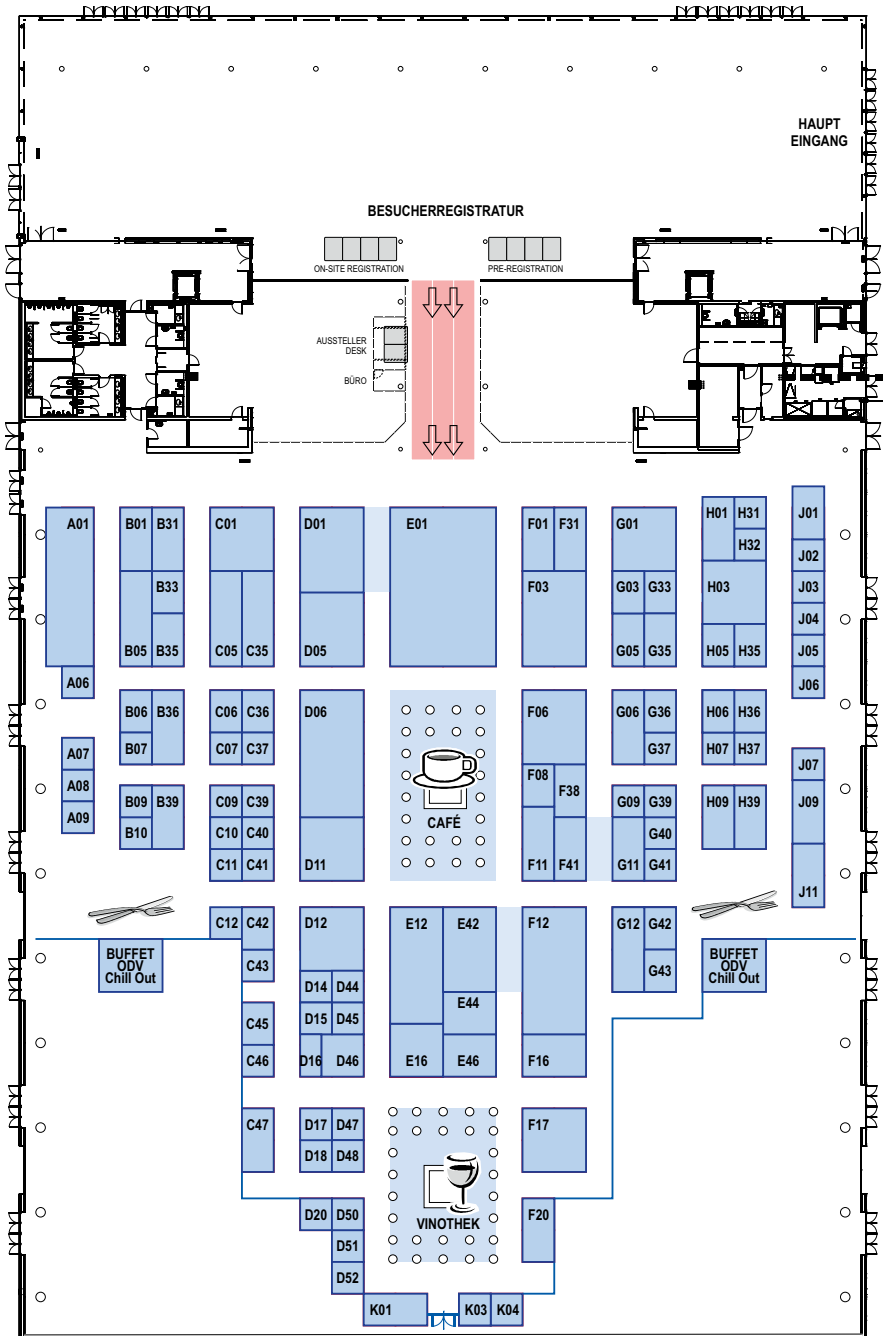 HAUPT
EINGANG
BESUCHERREGISTRATUR
ON-SITE REGISTRATION
PRE-REGISTRATION
AUSSTELLER
DESK
BÜRO
A01 B01 B31 C01 D01 E01 F01 F31 G01 H01 H31 J01
H32 J02
B33 F03 G03 G33 H03 J03
J04
B05 B35 C05 C35 D05 G05 G35 H05 H35 J05
A06 J06
B06 B36 C06 C36 D06 F06 G06 G36 H06 H36
A07 B07 C07 C37 G37 H07 H37 J07
A08 F08 F38
B09 B39 C09 C39 G09 G39 H09 H39 J09
A09 CAFÉ
B10 C10 C40 G40
C11 C41 D11 F11 F41 G11 G41
J11
C12 C42 D12 E12 E42 F12 G12 G42
BUFFET
ODV
Chill Out
BUFFET
ODV
Chill Out
C43 G43
D14 D44
E44
C45 D15 D45
C46 D16 D46 E16 E46 F16
C47 D17 D47 F17
D18 D48
D20 D50 VINOTHEK F20
D51
D52
K01 K03 K04